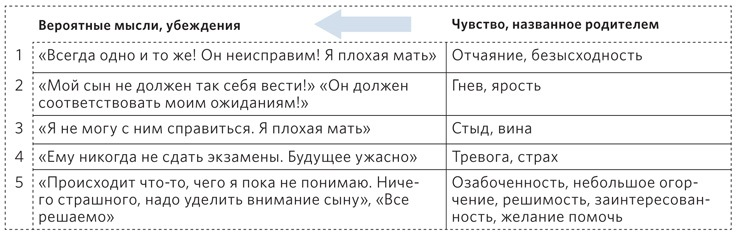 Вероятные мысли, убеждения Чувство, названное родителем
1 «Всегда одно и то же! Он неисправим! Я плохая мать» Отчаяние, безысходность
2 «Мой сын не должен так себя вести!» «Он должен Гнев, ярость
соответствовать моим ожиданиям!»
3 «Я не могу с ним справиться. Я плохая мать» Стыд, вина
4 «Ему никогда не сдать экзамены. Будущее ужасно» Тревога, страх
5 «Происходит что-то, чего я пока не понимаю. Ниче- Озабоченность, небольшое огор-
го страшного, надо уделить внимание сыну», «Все чение, решимость, заинтересован-
решаемо» ность, желание помочь